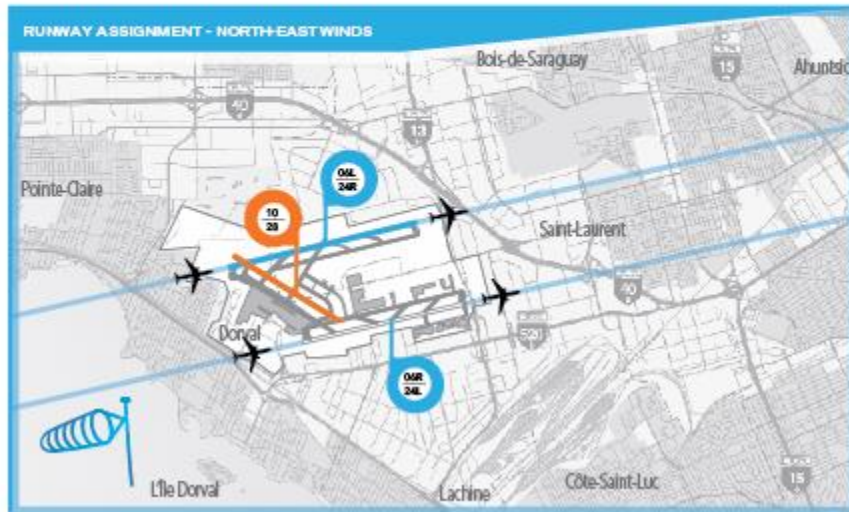 RUNWAY ASSIGNMENT - NORTH-EAST WINDS
Bois-de-Saraguay
15
Ahuntsic
40
13
Pointe-Claire
06L
24R
10
28
Saint-Laurent
40
Dorval
520
06R
24L
L'Île Dorval
Lachine
Côte-Saint-Luc
15